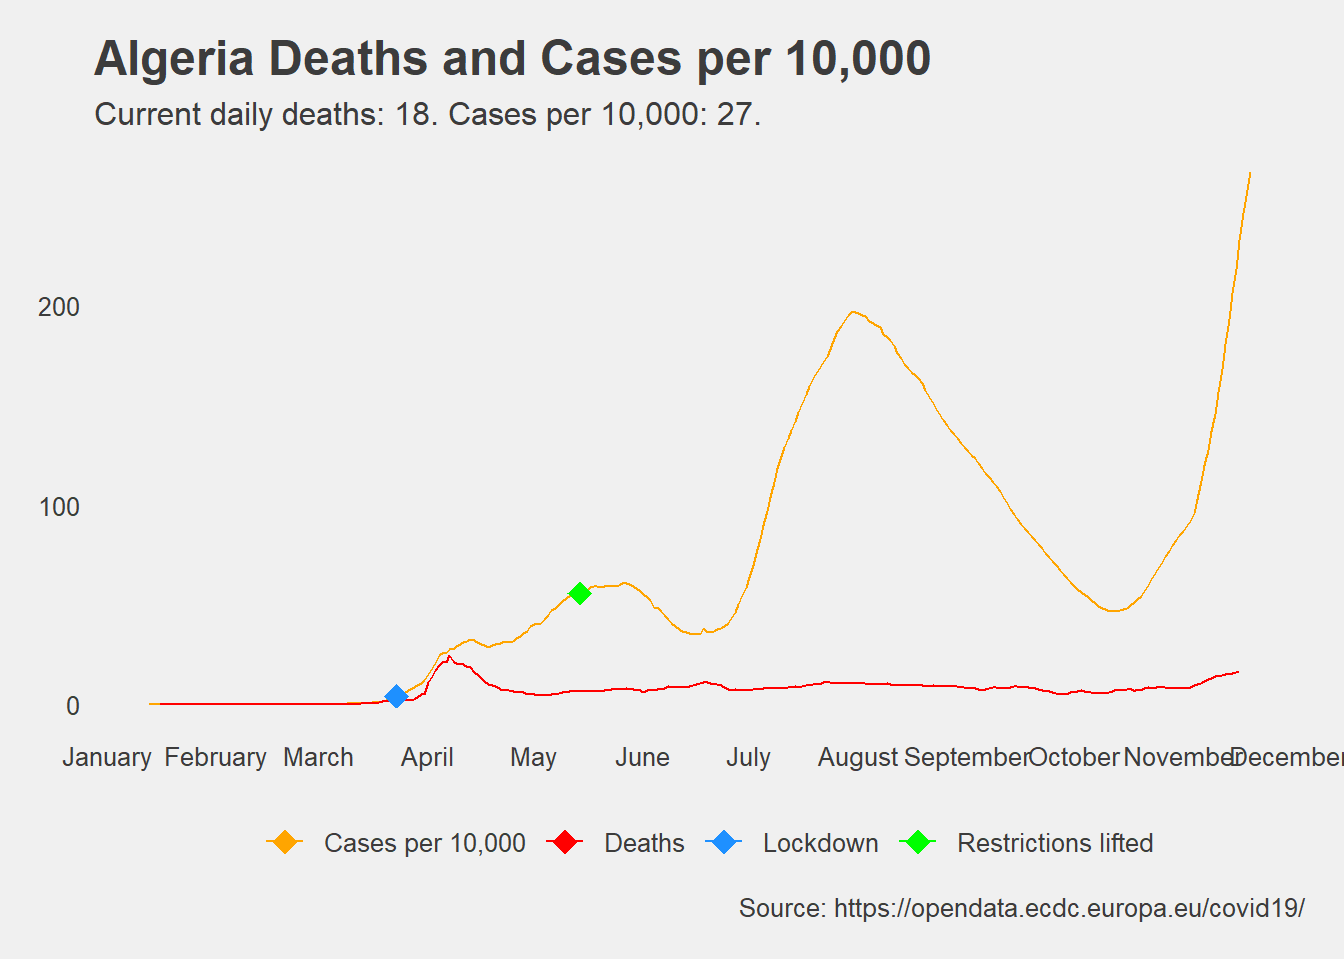 Algeria Deaths and Cases per 10,000
Current daily deaths: 18. Cases per 10,000: 27.
200
100
0
January February March April May June July August September October November December
Cases per 10,000 Deaths Lockdown Restrictions lifted
Source: https://opendata.ecdc.europa.eu/covid19/